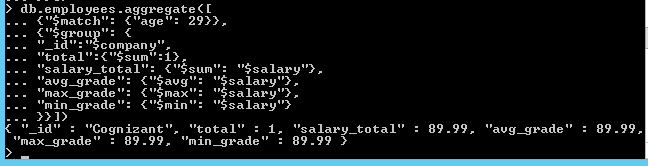 > db.employees.aggregate([
... {"$match": {"age": 29}},
... {"$group": {
... "_id":"$company",
... "total":{"$sum":1},
... "salary_total": {"$sum": "$salary"},
... "avg_grade": {"$avg": "$salary"},
... "max_grade": {"$max": "$salary"},
... "min_grade": {"$min": "$salary"}
... }}])
{ "_id" : "Cognizant", "total" : 1, "salary_total" : 89.99, "avg_grade" : 89.99,
"max_grade" : 89.99, "min_grade" : 89.99 }
> _